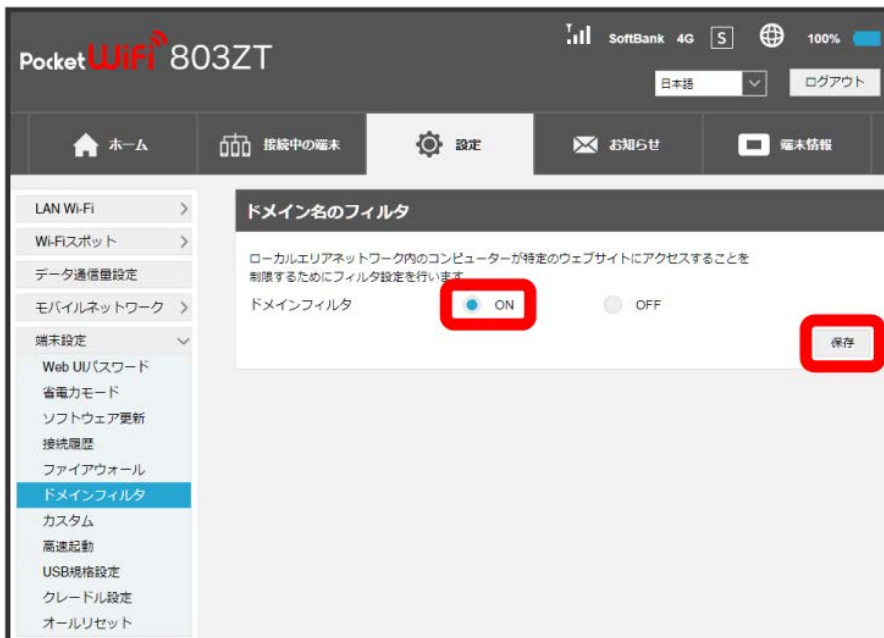 Pocket WiFi 803ZT
SoftBank 4G S 100%
日本語 ログアウト
ホーム 接続中の端末 設定 お知らせ 端末情報
LAN Wi-Fi
Wi-Fiスポット
データ通信量設定
モバイルネットワーク
端末設定
Web UIパスワード
省電力モード
ソフトウェア更新
接続履歴
ファイアウォール
ドメインフィルタ
カスタム
高速起動
USB規格設定
クレードル設定
オールリセット
ドメイン名のフィルタ
ローカルエリアネットワーク内のコンピューターが特定のウェブサイトにアクセスすることを
制限するためにフィルタ設定を行います
ドメインフィルタ ON OFF
保存